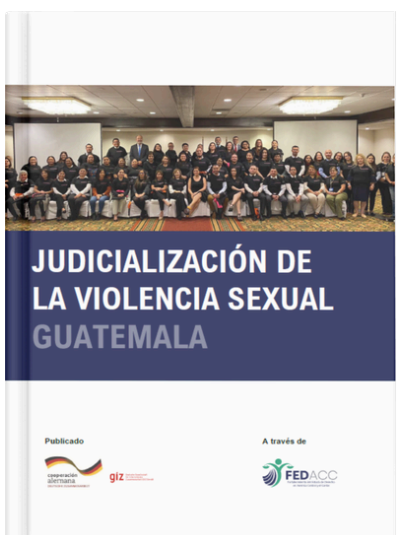 JUDICIALIZACIÓN DE
LA VIOLENCIA SEXUAL
GUATEMALA
Publicado
A través de
cooperación
alemana
giz
FEDACC